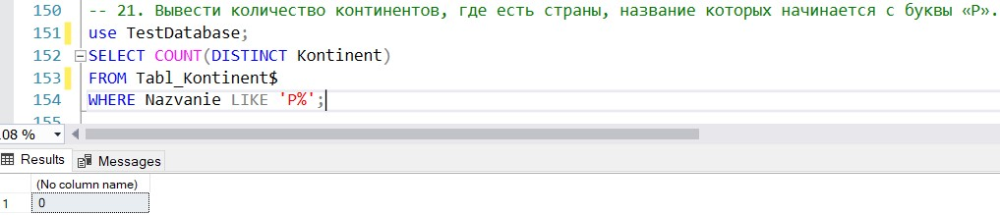 150 -- 21. Вывести количество континентов, где есть страны, название которых начинается с буквы «Р».
151 use TestDatabase;
152 SELECT COUNT(DISTINCT Kontinent)
153 FROM Tabl_Kontinent$
154 WHERE Nazvanie LIKE 'Р%';
155
.08 %
Results Messages
(No column name)
1 0